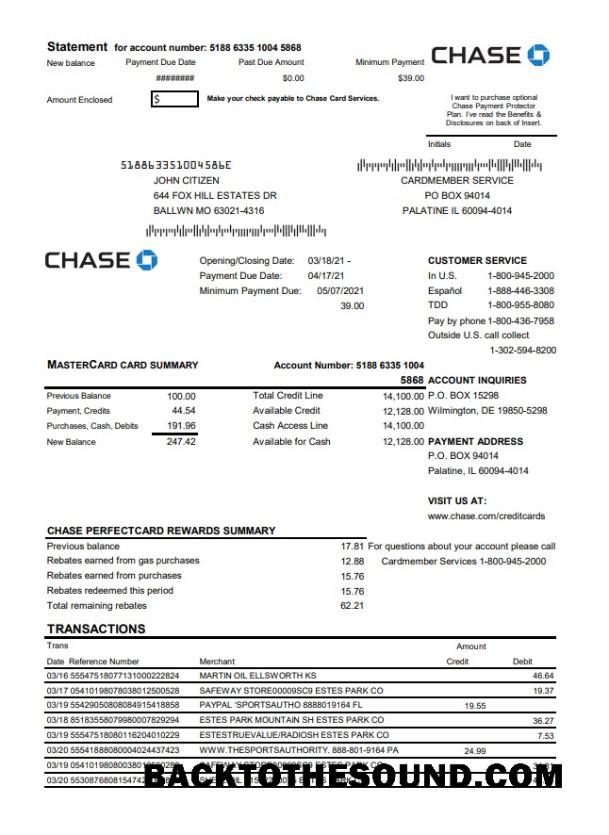 Statement for account number: 5188 6335 1004 5868
CHASE
New balance Payment Due Date Past Due Amount Minimum Payment
######## $0.00 $39.00
Amount Enclosed $ Make your check payable to Chase Card Services.
I want to purchase optional
Chase Payment Protector
Plan. I've read the Benefits &
Disclosures on back of Insert.
Initials Date
518863351004586E
JOHN CITIZEN
644 FOX HILL ESTATES DR
BALLWN MO 63021-4316
CARDMEMBER SERVICE
PO BOX 94014
PALATINE IL 60094-4014
CHASE
Opening/Closing Date: 03/18/21 -
Payment Due Date: 04/17/21
Minimum Payment Due: 05/07/2021
39.00
CUSTOMER SERVICE
In U.S. 1-800-945-2000
Español 1-888-446-3308
TDD 1-800-955-8080
Pay by phone 1-800-436-7958
Outside U.S. call collect
1-302-594-8200
MASTERCARD CARD SUMMARY Account Number: 5188 6335 1004
5868
Previous Balance 100.00 Total Credit Line 14,100.00
Payment, Credits 44.54 Available Credit 12,128.00
Purchases, Cash, Debits 191.96 Cash Access Line 14,100.00
New Balance 247.42 Available for Cash 12,128.00
ACCOUNT INQUIRIES
P.O. BOX 15298
Wilmington, DE 19850-5298
PAYMENT ADDRESS
P.O. BOX 94014
Palatine, IL 60094-4014
VISIT US AT:
www.chase.com/creditcards
CHASE PERFECTCARD REWARDS SUMMARY
Previous balance 17.81
Rebates earned from gas purchases 12.88
Rebates earned from purchases 15.76
Rebates redeemed this period 15.76
Total remaining rebates 62.21
For questions about your account please call
Cardmember Services 1-800-945-2000
TRANSACTIONS
Trans Amount
Date Reference Number Merchant Credit Debit
03/16 55547518077131000222824 MARTIN OIL ELLSWORTH KS 46.64
03/17 05410198078038012500528 SAFEWAY STORE00009SC9 ESTES PARK CO 19.37
03/19 55429050808084915418858 PAYPAL 'SPORTSAUTHO 8888019164 FL 19.55
03/18 85183558079980007829294 ESTES PARK MOUNTAIN SH ESTES PARK CO 36.27
03/19 55547518080116204010229 ESTESTRUEVALUE/RADIOSH ESTES PARK CO 7.53
03/20 55541888080004024437423 WWW.THESPORTSAUTHORITY. 888-801-9164 PA 24.99
03/19 05410198080038
03/20 55308768081547
BACKTOTHESOUND.COM